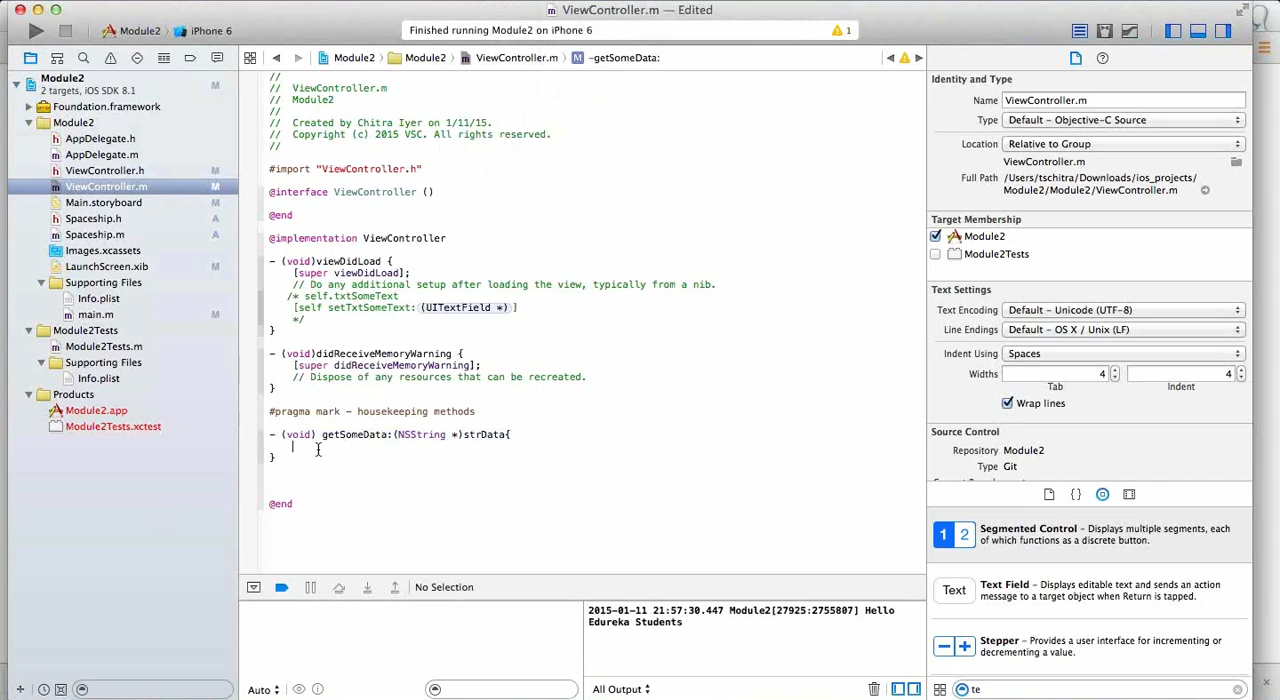 ViewController.m — Edited
Module2 iPhone 6
Finished running Module2 on iPhone 6
1
Module2 Module2 ViewController.m M -getSomeData:
Module2
2 targets, iOS SDK 8.1
M
Foundation.framework
Module2
AppDelegate.h
AppDelegate.m
ViewController.h M
ViewController.m M
Main.storyboard
Spaceship.h A
Spaceship.m A
Images.xcassets
LaunchScreen.xib M
Supporting Files
Info.plist
main.m M
Module2Tests
Module2Tests.m
Supporting Files
Info.plist
Products
Module2.app
Module2Tests.xctest
//
// ViewController.m
// Module2
//
// Created by Chitra Iyer on 1/11/15.
// Copyright (c) 2015 VSC. All rights reserved.
//
#import "ViewController.h"
@interface ViewController ()
@end
@implementation ViewController
- (void)viewDidLoad {
[super viewDidLoad];
// Do any additional setup after loading the view, typically from a nib.
/* self.txtSomeText
[self setTxtSomeText:(UITextField *)]
*/
}
- (void)didReceiveMemoryWarning {
[super didReceiveMemoryWarning];
// Dispose of any resources that can be recreated.
}
#pragma mark - housekeeping methods
- (void) getSomeData:(NSString *)strData{
}
@end
No Selection
2015-01-11 21:57:30.447 Module2[27925:2755807] Hello
Edureka Students
Auto
All Output
Identity and Type
Name ViewController.m
Type Default - Objective-C Source
Location Relative to Group
ViewController.m
Full Path /Users/tschitra/Downloads/ios_projects/
Module2/Module2/ViewController.m
Target Membership
Module2
Module2Tests
Text Settings
Text Encoding Default - Unicode (UTF-8)
Line Endings Default - OS X / Unix (LF)
Indent Using Spaces
Widths 4 4
Tab Indent
Wrap lines
Source Control
Repository Module2
Type Git
1 2 Segmented Control - Displays multiple segments, each
of which functions as a discrete button.
Text Text Field - Displays editable text and sends an action
message to a target object when Return is tapped.
Stepper - Provides a user interface for incrementing or
decrementing a value.
te